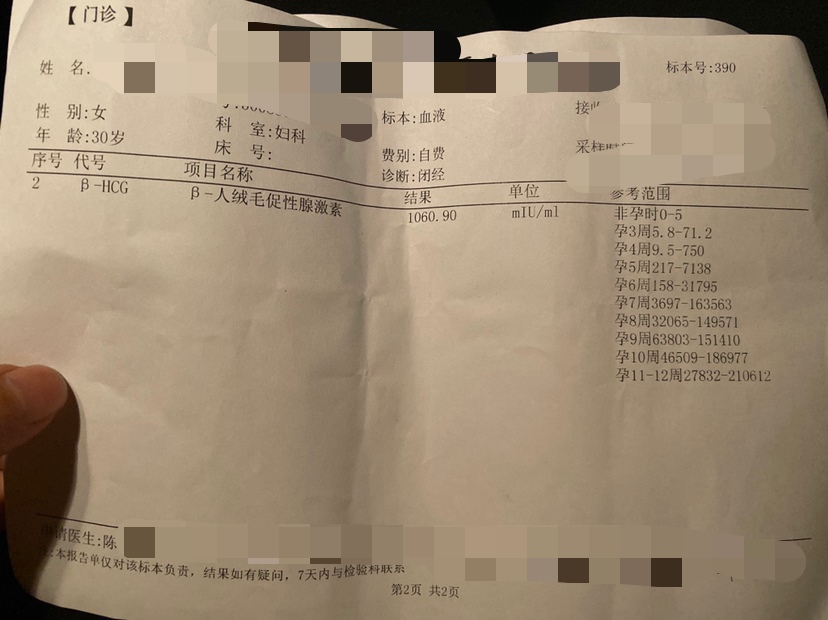 【门诊】
姓 名 标本号:390
性 别:女 标本:血液 接收
年 龄:30岁 科 室:妇科 费别:自费
床 号: 诊断:闭经
序号 代号 项目名称 结果 单位 参考范围
2 β-HCG β-人绒毛促性腺激素 1060.90 mIU/ml 非孕时0-5
孕3周5.8-71.2
孕4周9.5-750
孕5周217-7138
孕6周158-31795
孕7周3697-163563
孕8周32065-149571
孕9周63803-151410
孕10周46509-186977
孕11-12周27832-210612
申请医生:陈
注:本报告单仅对该标本负责，结果如有疑问，7天内与检验科联系
第2页 共2页